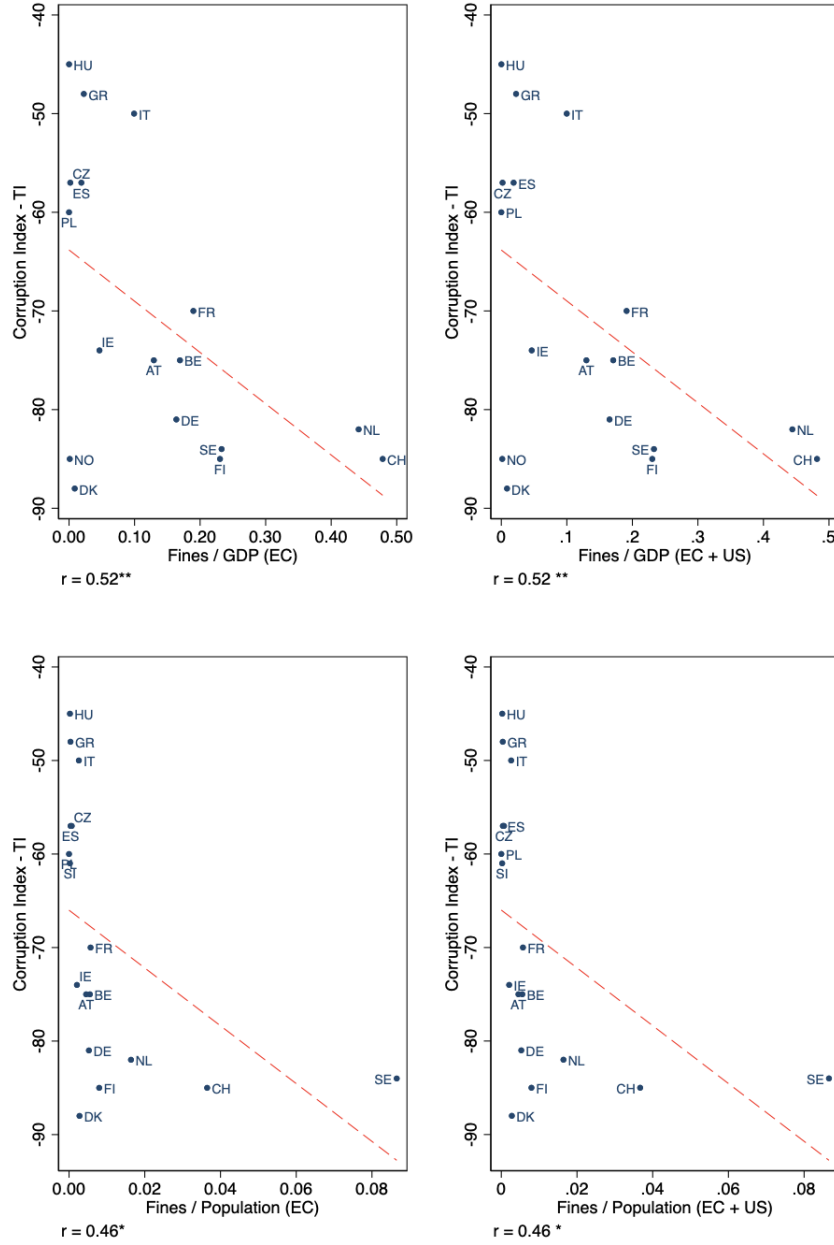 Corruption Index - TI
-40
-50
-60
-70
-80
-90
HU
GR
IT
CZ
ES
PL
FR
IE
AT
BE
DE
NL
SE
FI
CH
NO
DK
0.00 0.10 0.20 0.30 0.40 0.50
Fines / GDP (EC)
r = 0.52**
Corruption Index - TI
-40
-50
-60
-70
-80
-90
HU
GR
IT
CZ
ES
PL
FR
IE
AT
BE
DE
NL
SE
FI
CH
NO
DK
0 .1 .2 .3 .4 .5
Fines / GDP (EC + US)
r = 0.52 **
Corruption Index - TI
-40
-50
-60
-70
-80
-90
HU
GR
IT
CZ
ES
PL
SI
FR
IE
AT
BE
DE
NL
SE
FI
CH
DK
0.00 0.02 0.04 0.06 0.08
Fines / Population (EC)
r = 0.46*
Corruption Index - TI
-40
-50
-60
-70
-80
-90
HU
GR
IT
ES
CZ
PL
SI
FR
IE
AT
BE
DE
NL
SE
FI
CH
DK
0 .02 .04 .06 .08
Fines / Population (EC + US)
r = 0.46 *